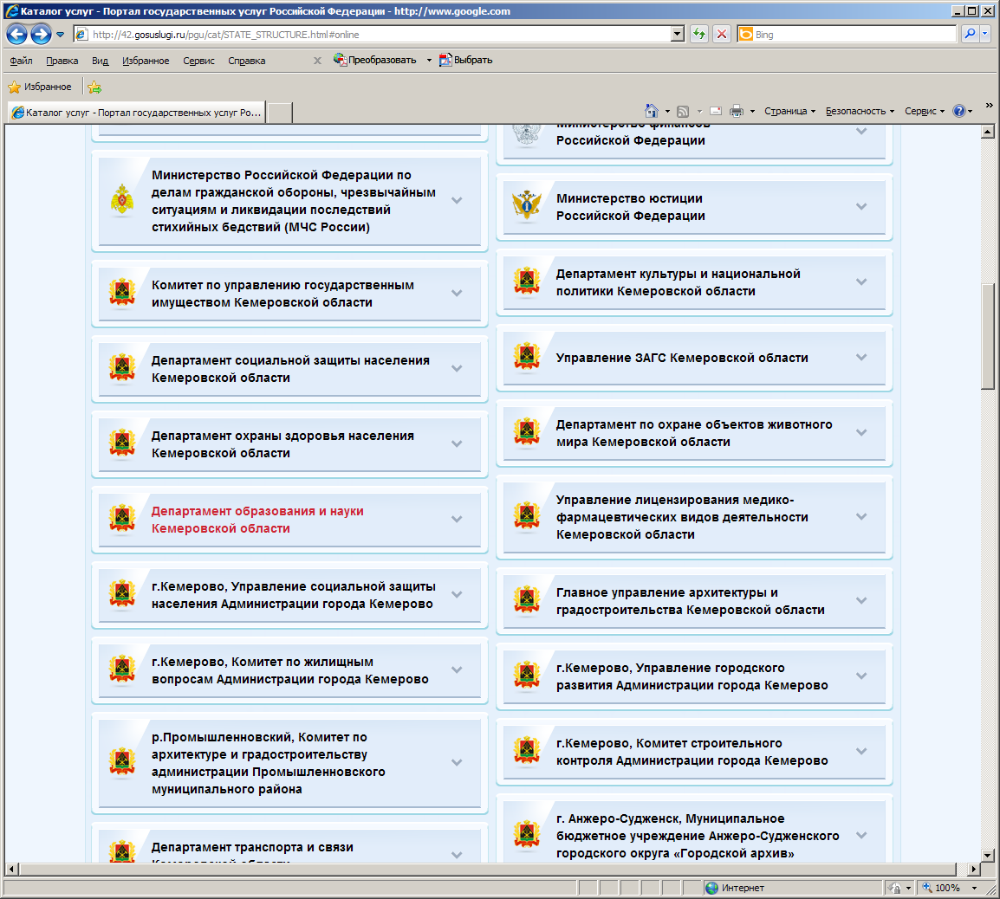 Каталог услуг - Портал государственных услуг Российской Федерации - http://www.google.com
http://42.gosuslugi.ru/pgu/cat/STATE_STRUCTURE.html#online
Bing
Файл Правка Вид Избранное Сервис Справка
x Преобразовать Выбрать
Избранное
Каталог услуг - Портал государственных услуг Ро...
Страница Безопасность Сервис
Министерство Российской Федерации по
делам гражданской обороны, чрезвычайным
ситуациям и ликвидации последствий
стихийных бедствий (МЧС России)
Комитет по управлению государственным
имуществом Кемеровской области
Департамент социальной защиты населения
Кемеровской области
Департамент охраны здоровья населения
Кемеровской области
Департамент образования и науки
Кемеровской области
г.Кемерово, Управление социальной защиты
населения Администрации города Кемерово
г.Кемерово, Комитет по жилищным
вопросам Администрации города Кемерово
р.Промышленновский, Комитет по
архитектуре и градостроительству
администрации Промышленновского
муниципального района
Департамент транспорта и связи
Кемеровской области
Министерство финансов
Российской Федерации
Министерство юстиции
Российской Федерации
Департамент культуры и национальной
политики Кемеровской области
Управление ЗАГС Кемеровской области
Департамент по охране объектов животного
мира Кемеровской области
Управление лицензирования медико-
фармацевтических видов деятельности
Кемеровской области
Главное управление архитектуры и
градостроительства Кемеровской области
г.Кемерово, Управление городского
развития Администрации города Кемерово
г.Кемерово, Комитет строительного
контроля Администрации города Кемерово
г. Анжеро-Судженск, Муниципальное
бюджетное учреждение Анжеро-Судженского
городского округа «Городской архив»
Интернет
100%